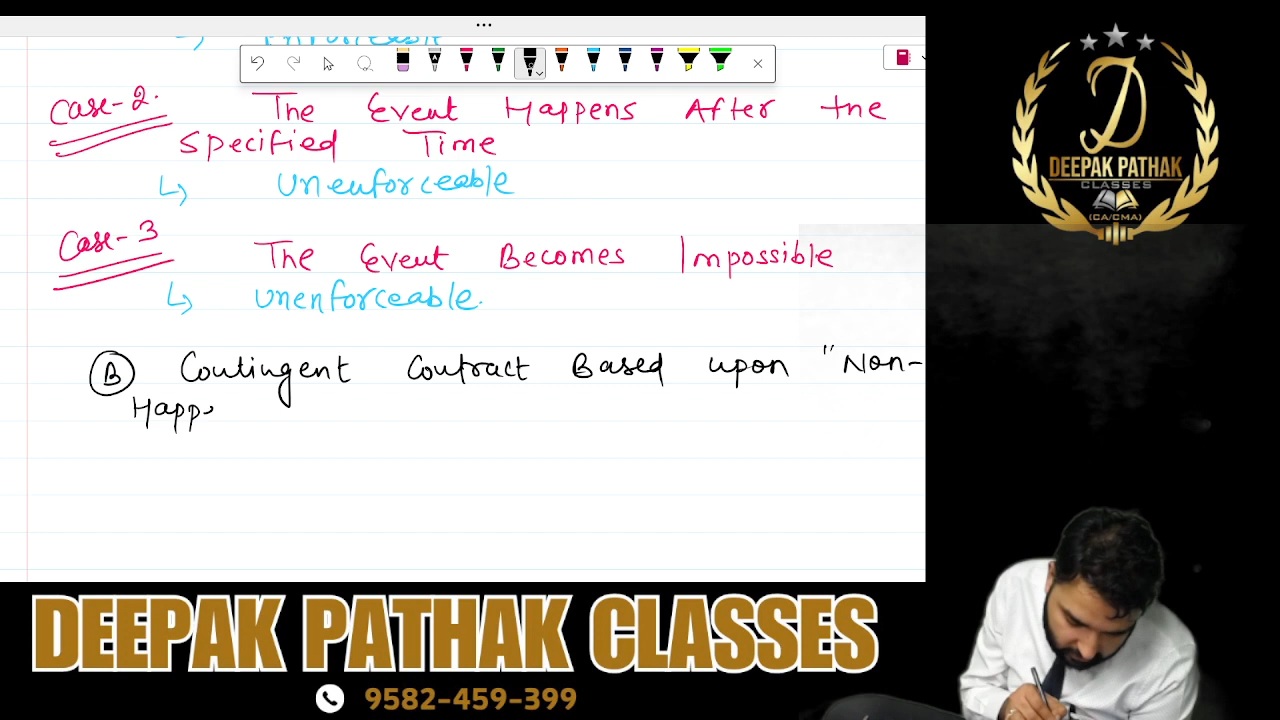 Case-2. The Event Happens After the
Specified Time
↳ Unenforceable
Case-3 The Event Becomes Impossible
↳ Unenforceable.
(B) Contingent Contract Based upon "Non-
Happ
D
DEEPAK PATHAK
CLASSES
(CA/CMA)
DEEPAK PATHAK CLASSES
9582-459-399